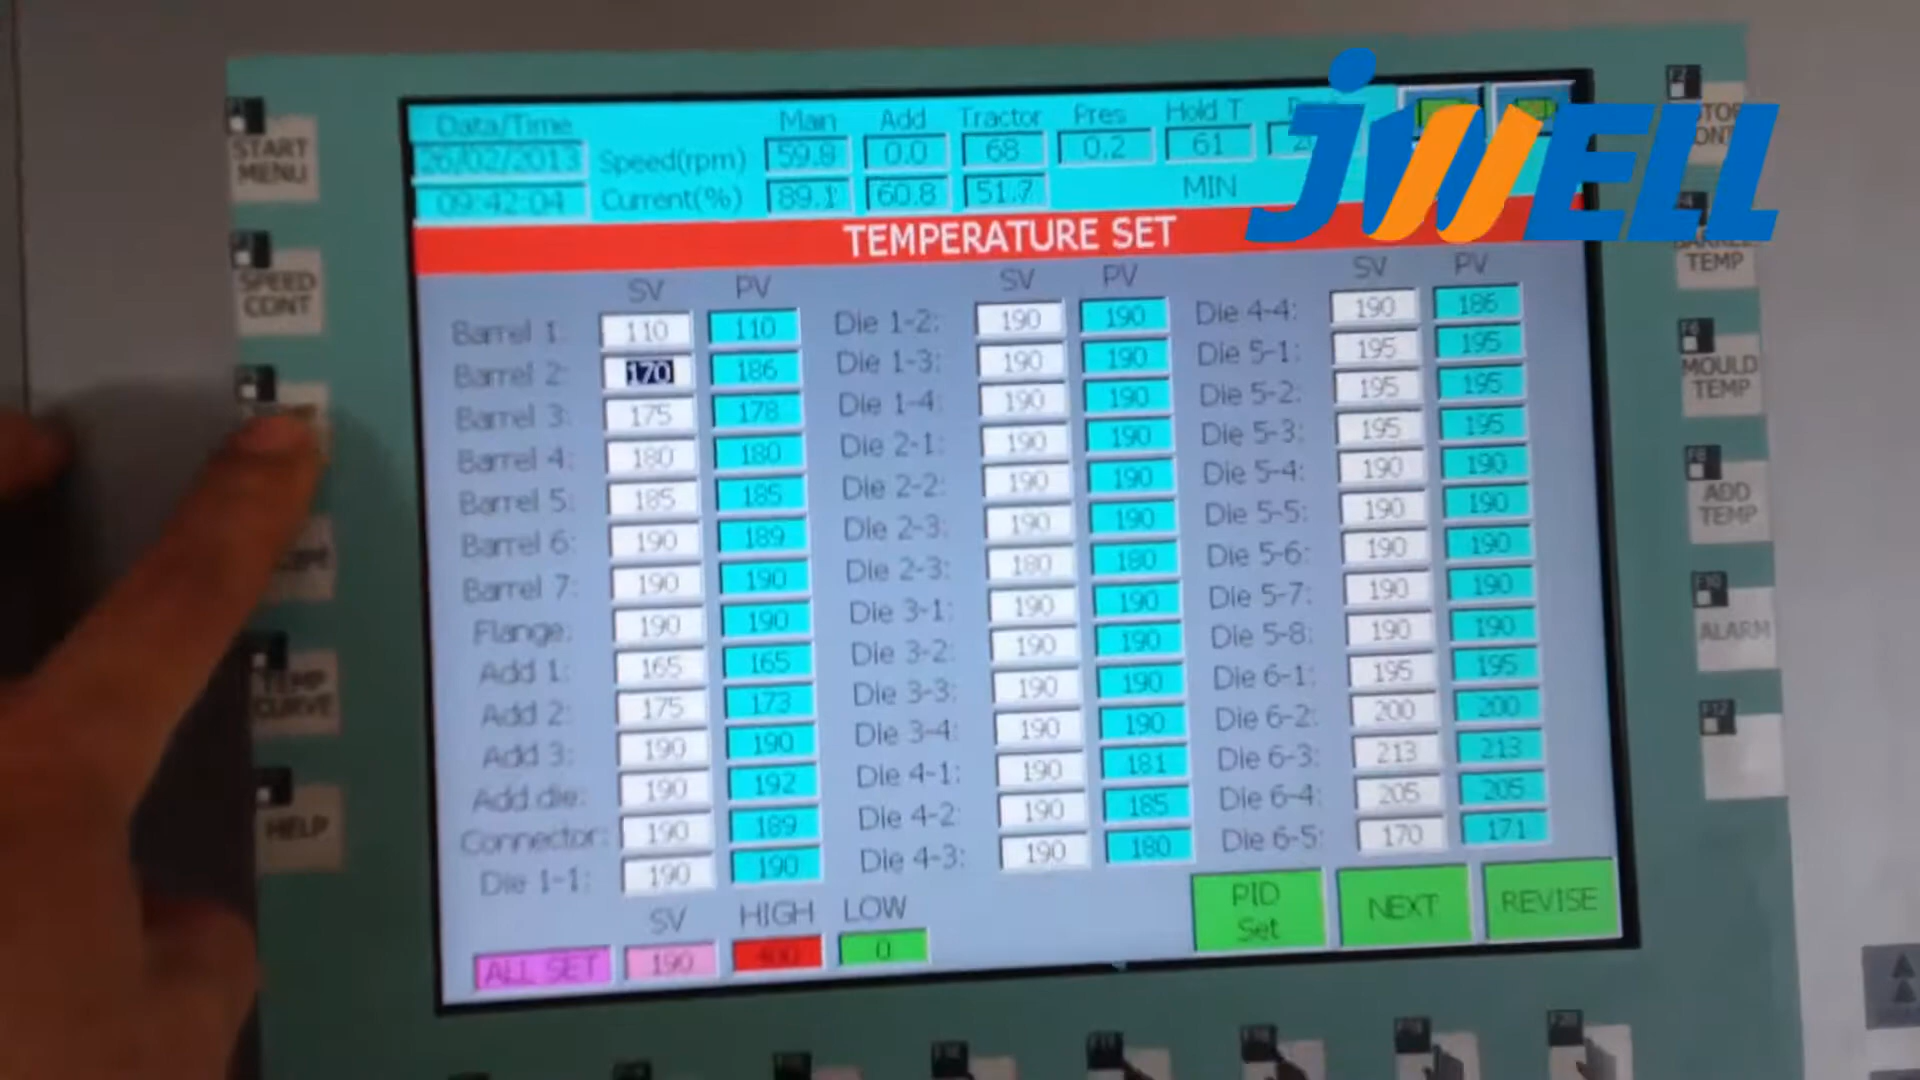 JWELL
START MENU
SPEED CONT
TEMP CURVE
HELP
Data/Time
26/02/2013
09:42:04
Main Add Tractor Pres Hold T
Speed(rpm) 59.9 0.0 68 0.2 61
Current(%) 89.1 60.8 51.7 MIN
TEMPERATURE SET
SV PV SV PV SV PV
Barrel 1: 110 110 Die 1-2: 190 190 Die 4-4: 190 186
Barrel 2: 170 186 Die 1-3: 190 190 Die 5-1: 195 195
Barrel 3: 175 178 Die 1-4: 190 190 Die 5-2: 195 195
Barrel 4: 180 180 Die 2-1: 190 190 Die 5-3: 195 195
Barrel 5: 185 185 Die 2-2: 190 190 Die 5-4: 190 190
Barrel 6: 190 189 Die 2-3: 190 190 Die 5-5: 190 190
Barrel 7: 190 190 Die 2-3: 180 180 Die 5-6: 190 190
Flange: 190 190 Die 3-1: 190 190 Die 5-7: 190 190
Add 1: 165 165 Die 3-2: 190 190 Die 5-8: 190 190
Add 2: 175 173 Die 3-3: 190 190 Die 6-1: 195 195
Add 3: 190 190 Die 3-4: 190 190 Die 6-2: 200 200
Add die: 190 192 Die 4-1: 190 181 Die 6-3: 213 213
Connector: 190 189 Die 4-2: 190 185 Die 6-4: 205 205
Die 1-1: 190 190 Die 4-3: 190 180 Die 6-5: 170 171
SV HIGH LOW
ALL SET 190 400 0
PID Set
NEXT
REVISE
BARREL TEMP
MOULD TEMP
ADD TEMP
ALARM